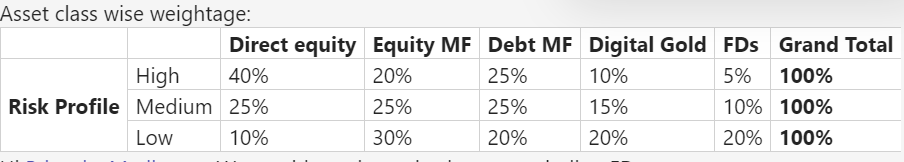 Asset class wise weightage:
Direct equity Equity MF Debt MF Digital Gold FDs Grand Total
High 40% 20% 25% 10% 5% 100%
Risk Profile Medium 25% 25% 25% 15% 10% 100%
Low 10% 30% 20% 20% 20% 100%